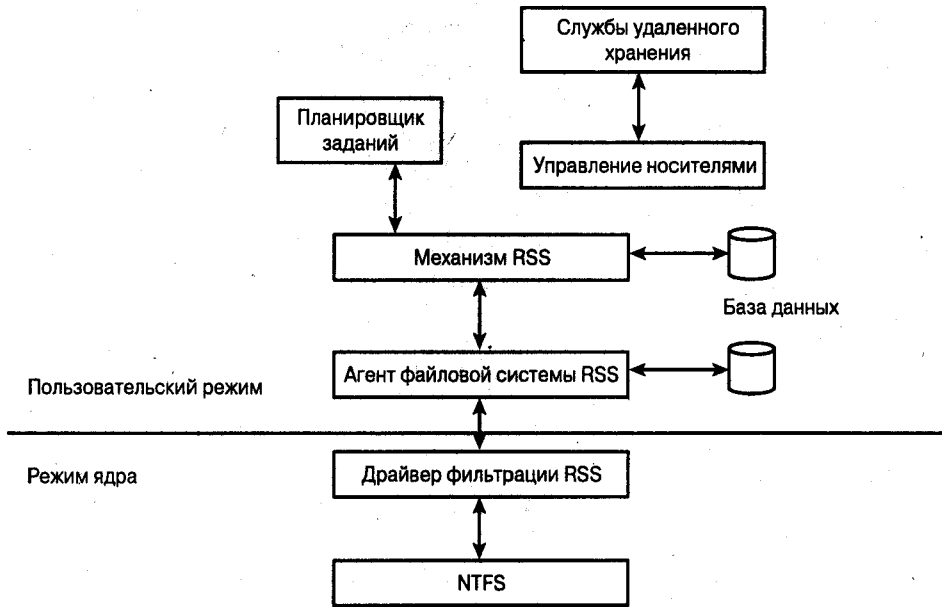 Службы удаленного
хранения
Планировщик
заданий
Управление носителями
Механизм RSS
База данных
Агент файловой системы RSS
Пользовательский режим
Режим ядра
Драйвер фильтрации RSS
NTFS